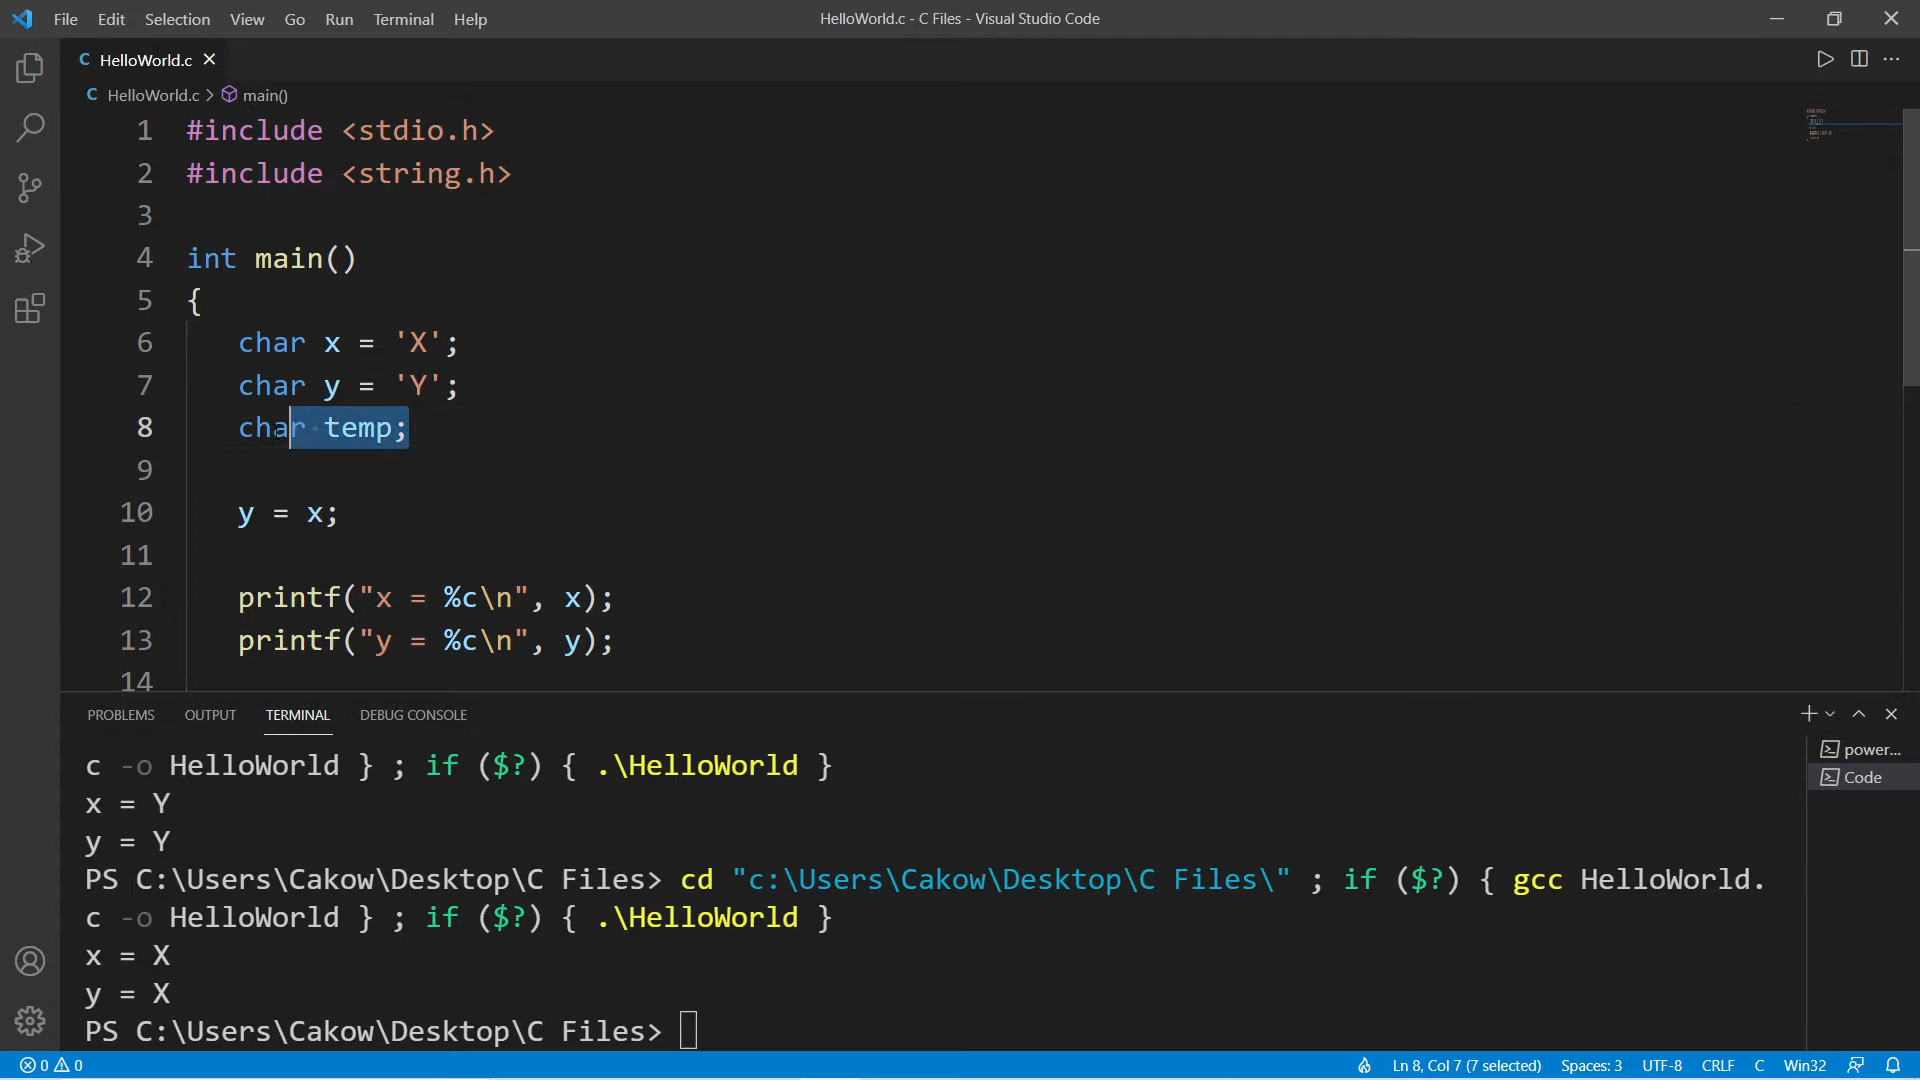 File Edit Selection View Go Run Terminal Help HelloWorld.c - C Files - Visual Studio Code
C HelloWorld.c
C HelloWorld.c > main()
1 #include <stdio.h>
2 #include <string.h>
3
4 int main()
5 {
6 char x = 'X';
7 char y = 'Y';
8 char temp;
9
10 y = x;
11
12 printf("x = %c\n", x);
13 printf("y = %c\n", y);
14
PROBLEMS OUTPUT TERMINAL DEBUG CONSOLE
power...
Code
c -o HelloWorld } ; if ($?) { .\HelloWorld }
x = Y
y = Y
PS C:\Users\Cakow\Desktop\C Files> cd "c:\Users\Cakow\Desktop\C Files\" ; if ($?) { gcc HelloWorld.
c -o HelloWorld } ; if ($?) { .\HelloWorld }
x = X
y = X
PS C:\Users\Cakow\Desktop\C Files>
0 0 Ln 8, Col 7 (7 selected) Spaces: 3 UTF-8 CRLF C Win32